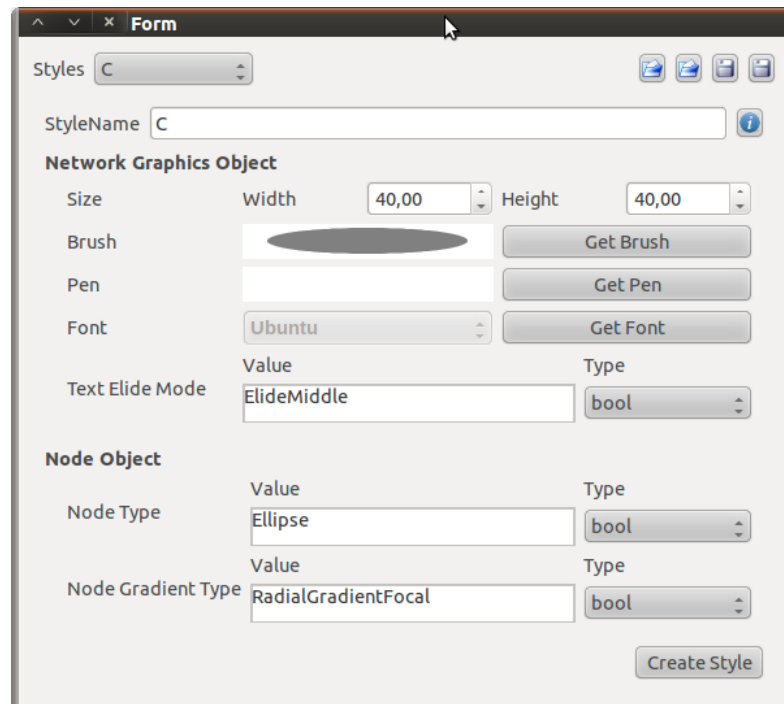 Form
Styles C
StyleName C
Network Graphics Object
Size Width 40,00 Height 40,00
Brush Get Brush
Pen Get Pen
Font Ubuntu Get Font
Value Type
Text Elide Mode ElideMiddle bool
Node Object
Value Type
Node Type Ellipse bool
Value Type
Node Gradient Type RadialGradientFocal bool
Create Style